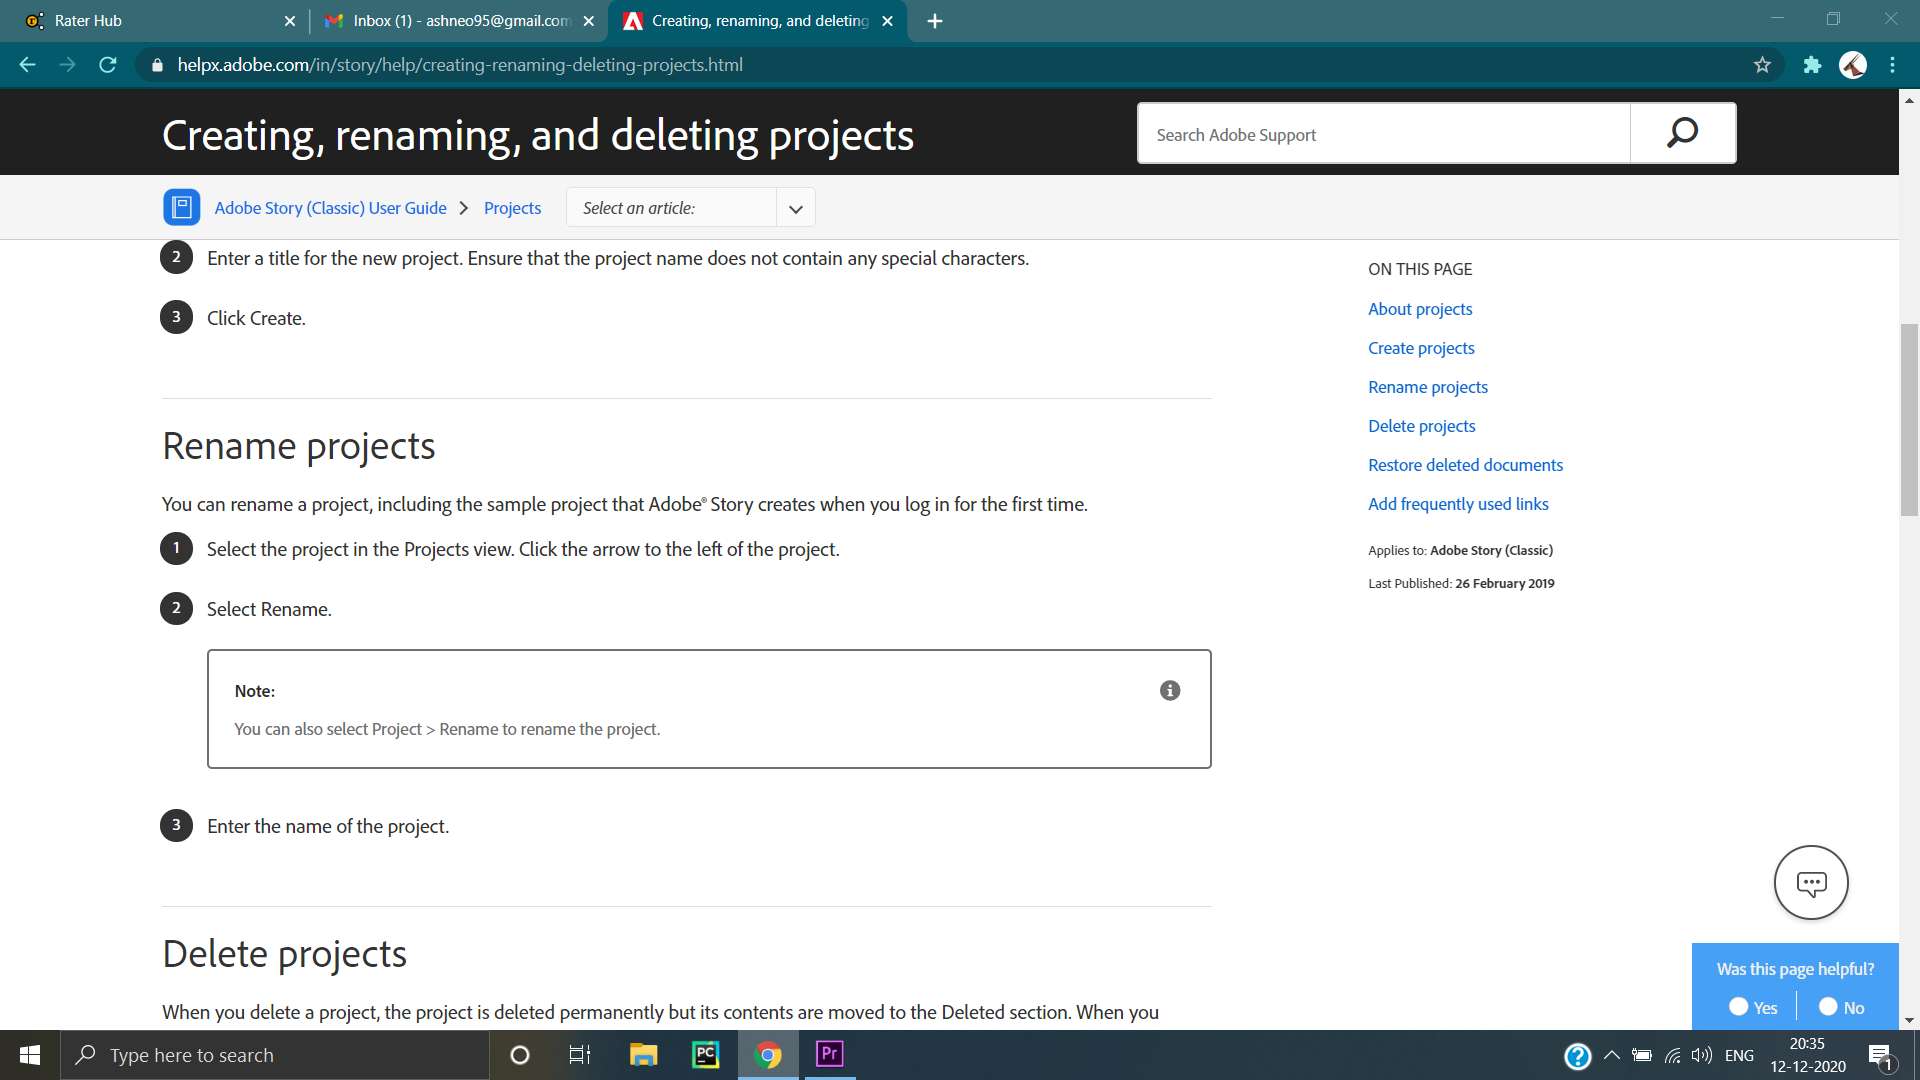 Rater Hub
Inbox (1) - ashneo95@gmail.com
Creating, renaming, and deleting
helpx.adobe.com/in/story/help/creating-renaming-deleting-projects.html
Creating, renaming, and deleting projects
Search Adobe Support
Adobe Story (Classic) User Guide
Projects
Select an article:
2 Enter a title for the new project. Ensure that the project name does not contain any special characters.
3 Click Create.
Rename projects
You can rename a project, including the sample project that Adobe® Story creates when you log in for the first time.
1 Select the project in the Projects view. Click the arrow to the left of the project.
2 Select Rename.
Note:
You can also select Project > Rename to rename the project.
3 Enter the name of the project.
Delete projects
When you delete a project, the project is deleted permanently but its contents are moved to the Deleted section. When you
ON THIS PAGE
About projects
Create projects
Rename projects
Delete projects
Restore deleted documents
Add frequently used links
Applies to: Adobe Story (Classic)
Last Published: 26 February 2019
Was this page helpful?
Yes
No
Type here to search
PC
Pr
ENG
20:35
12-12-2020
1